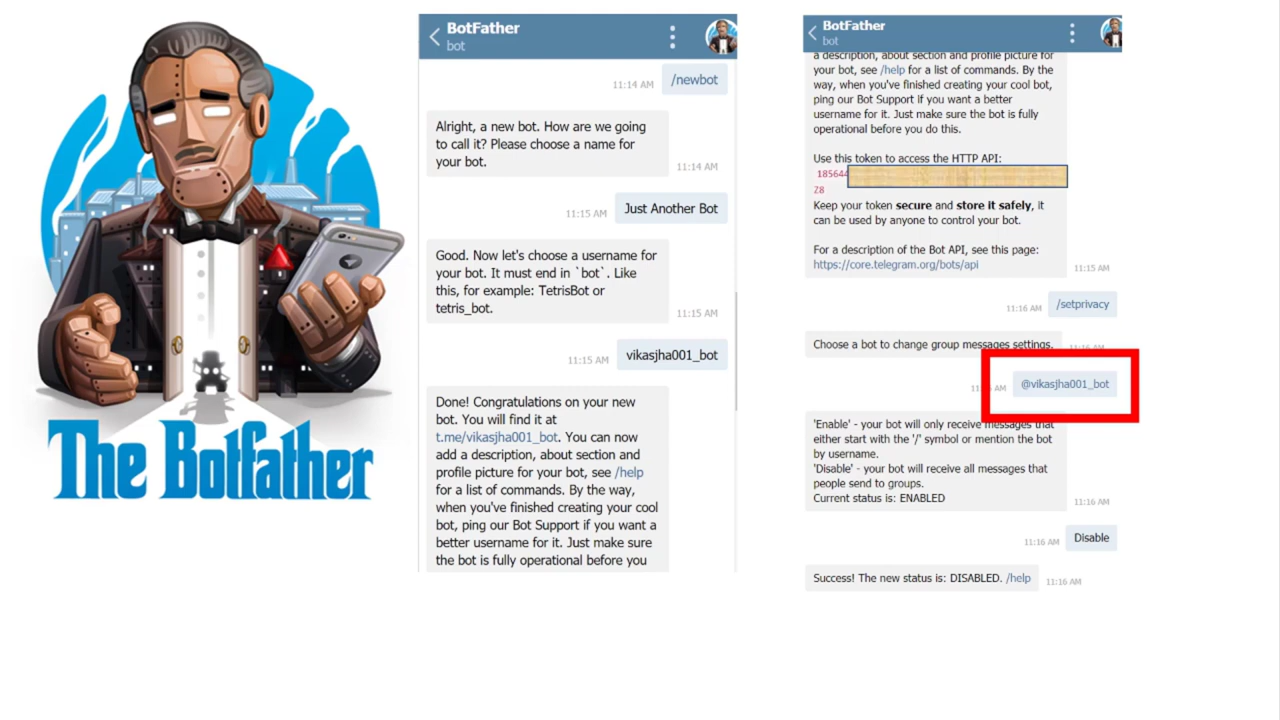 The Botfather
BotFather
bot
/newbot
11:14 AM
Alright, a new bot. How are we going
to call it? Please choose a name for
your bot.
11:14 AM
Just Another Bot
11:15 AM
Good. Now let's choose a username for
your bot. It must end in `bot`. Like
this, for example: TetrisBot or
tetris_bot.
11:15 AM
vikasjha001_bot
11:15 AM
Done! Congratulations on your new
bot. You will find it at
t.me/vikasjha001_bot. You can now
add a description, about section and
profile picture for your bot, see /help
for a list of commands. By the way,
when you've finished creating your cool
bot, ping our Bot Support if you want a
better username for it. Just make sure
the bot is fully operational before you
BotFather
bot
a description, about section and profile picture for
your bot, see /help for a list of commands. By the
way, when you've finished creating your cool bot,
ping our Bot Support if you want a better
username for it. Just make sure the bot is fully
operational before you do this.
Use this token to access the HTTP API:
185644
Z8
Keep your token secure and store it safely, it
can be used by anyone to control your bot.
For a description of the Bot API, see this page:
https://core.telegram.org/bots/api
11:15 AM
/setprivacy
11:16 AM
Choose a bot to change group messages settings.
11:16 AM
@vikasjha001_bot
'Enable' - your bot will only receive messages that
either start with the '/' symbol or mention the bot
by username.
'Disable' - your bot will receive all messages that
people send to groups.
Current status is: ENABLED
11:16 AM
Disable
11:16 AM
Success! The new status is: DISABLED. /help
11:16 AM